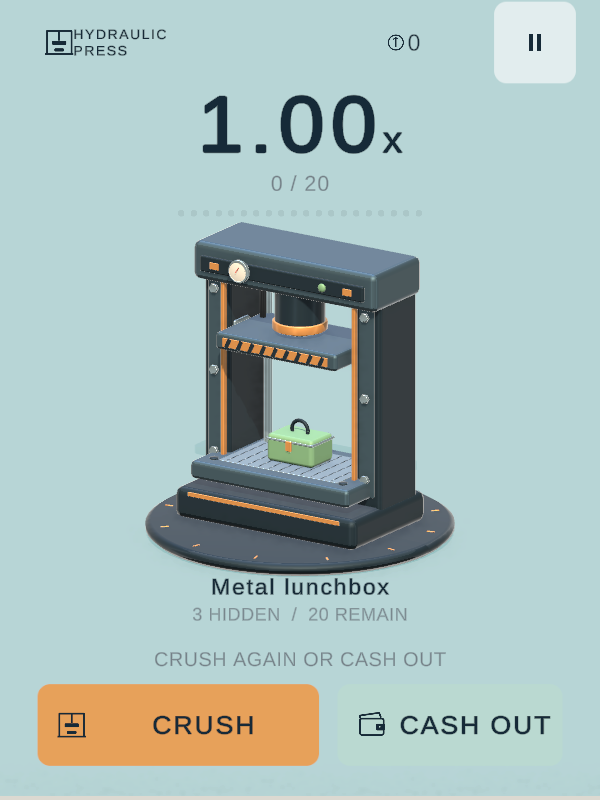 HYDRAULIC
PRESS
0
1.00x
0 / 20
Metal lunchbox
3 HIDDEN / 20 REMAIN
CRUSH AGAIN OR CASH OUT
CRUSH
CASH OUT